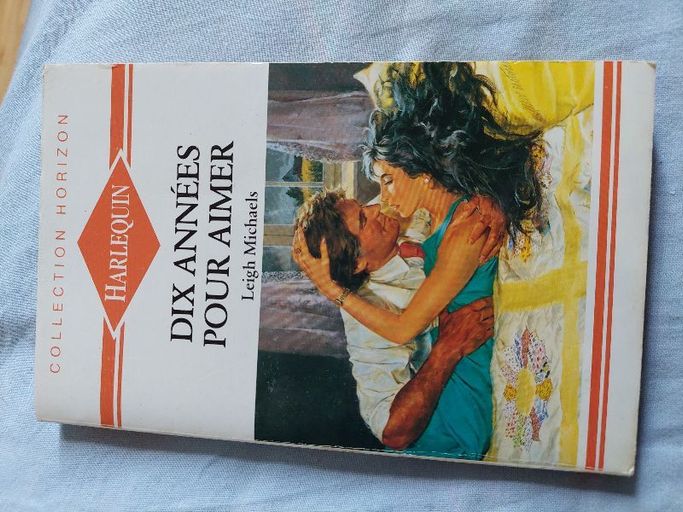 COLLECTION HORIZON
HARLEQUIN
DIX ANNÉES
POUR AIMER
Leigh Michaels